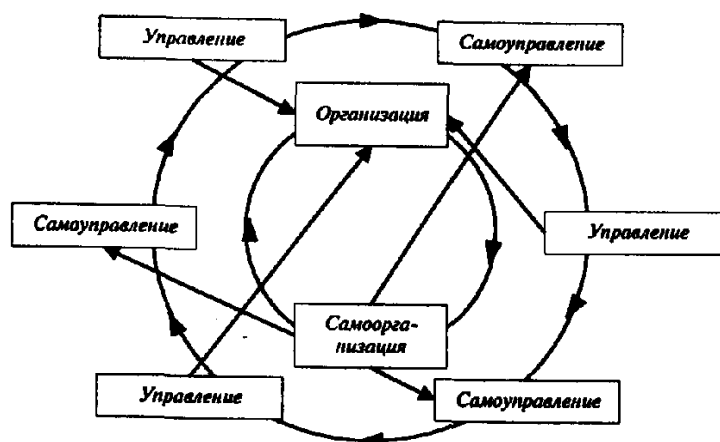 Управление
Самоуправление
Организация
Самоуправление
Управление
Самоорга-
низация
Управление
Самоуправление